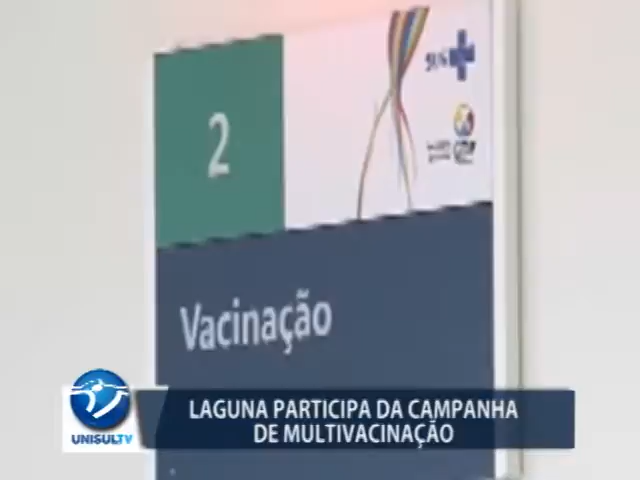 2
SUS
Vacinação
LAGUNA PARTICIPA DA CAMPANHA
DE MULTIVACINAÇÃO
UNISULTV